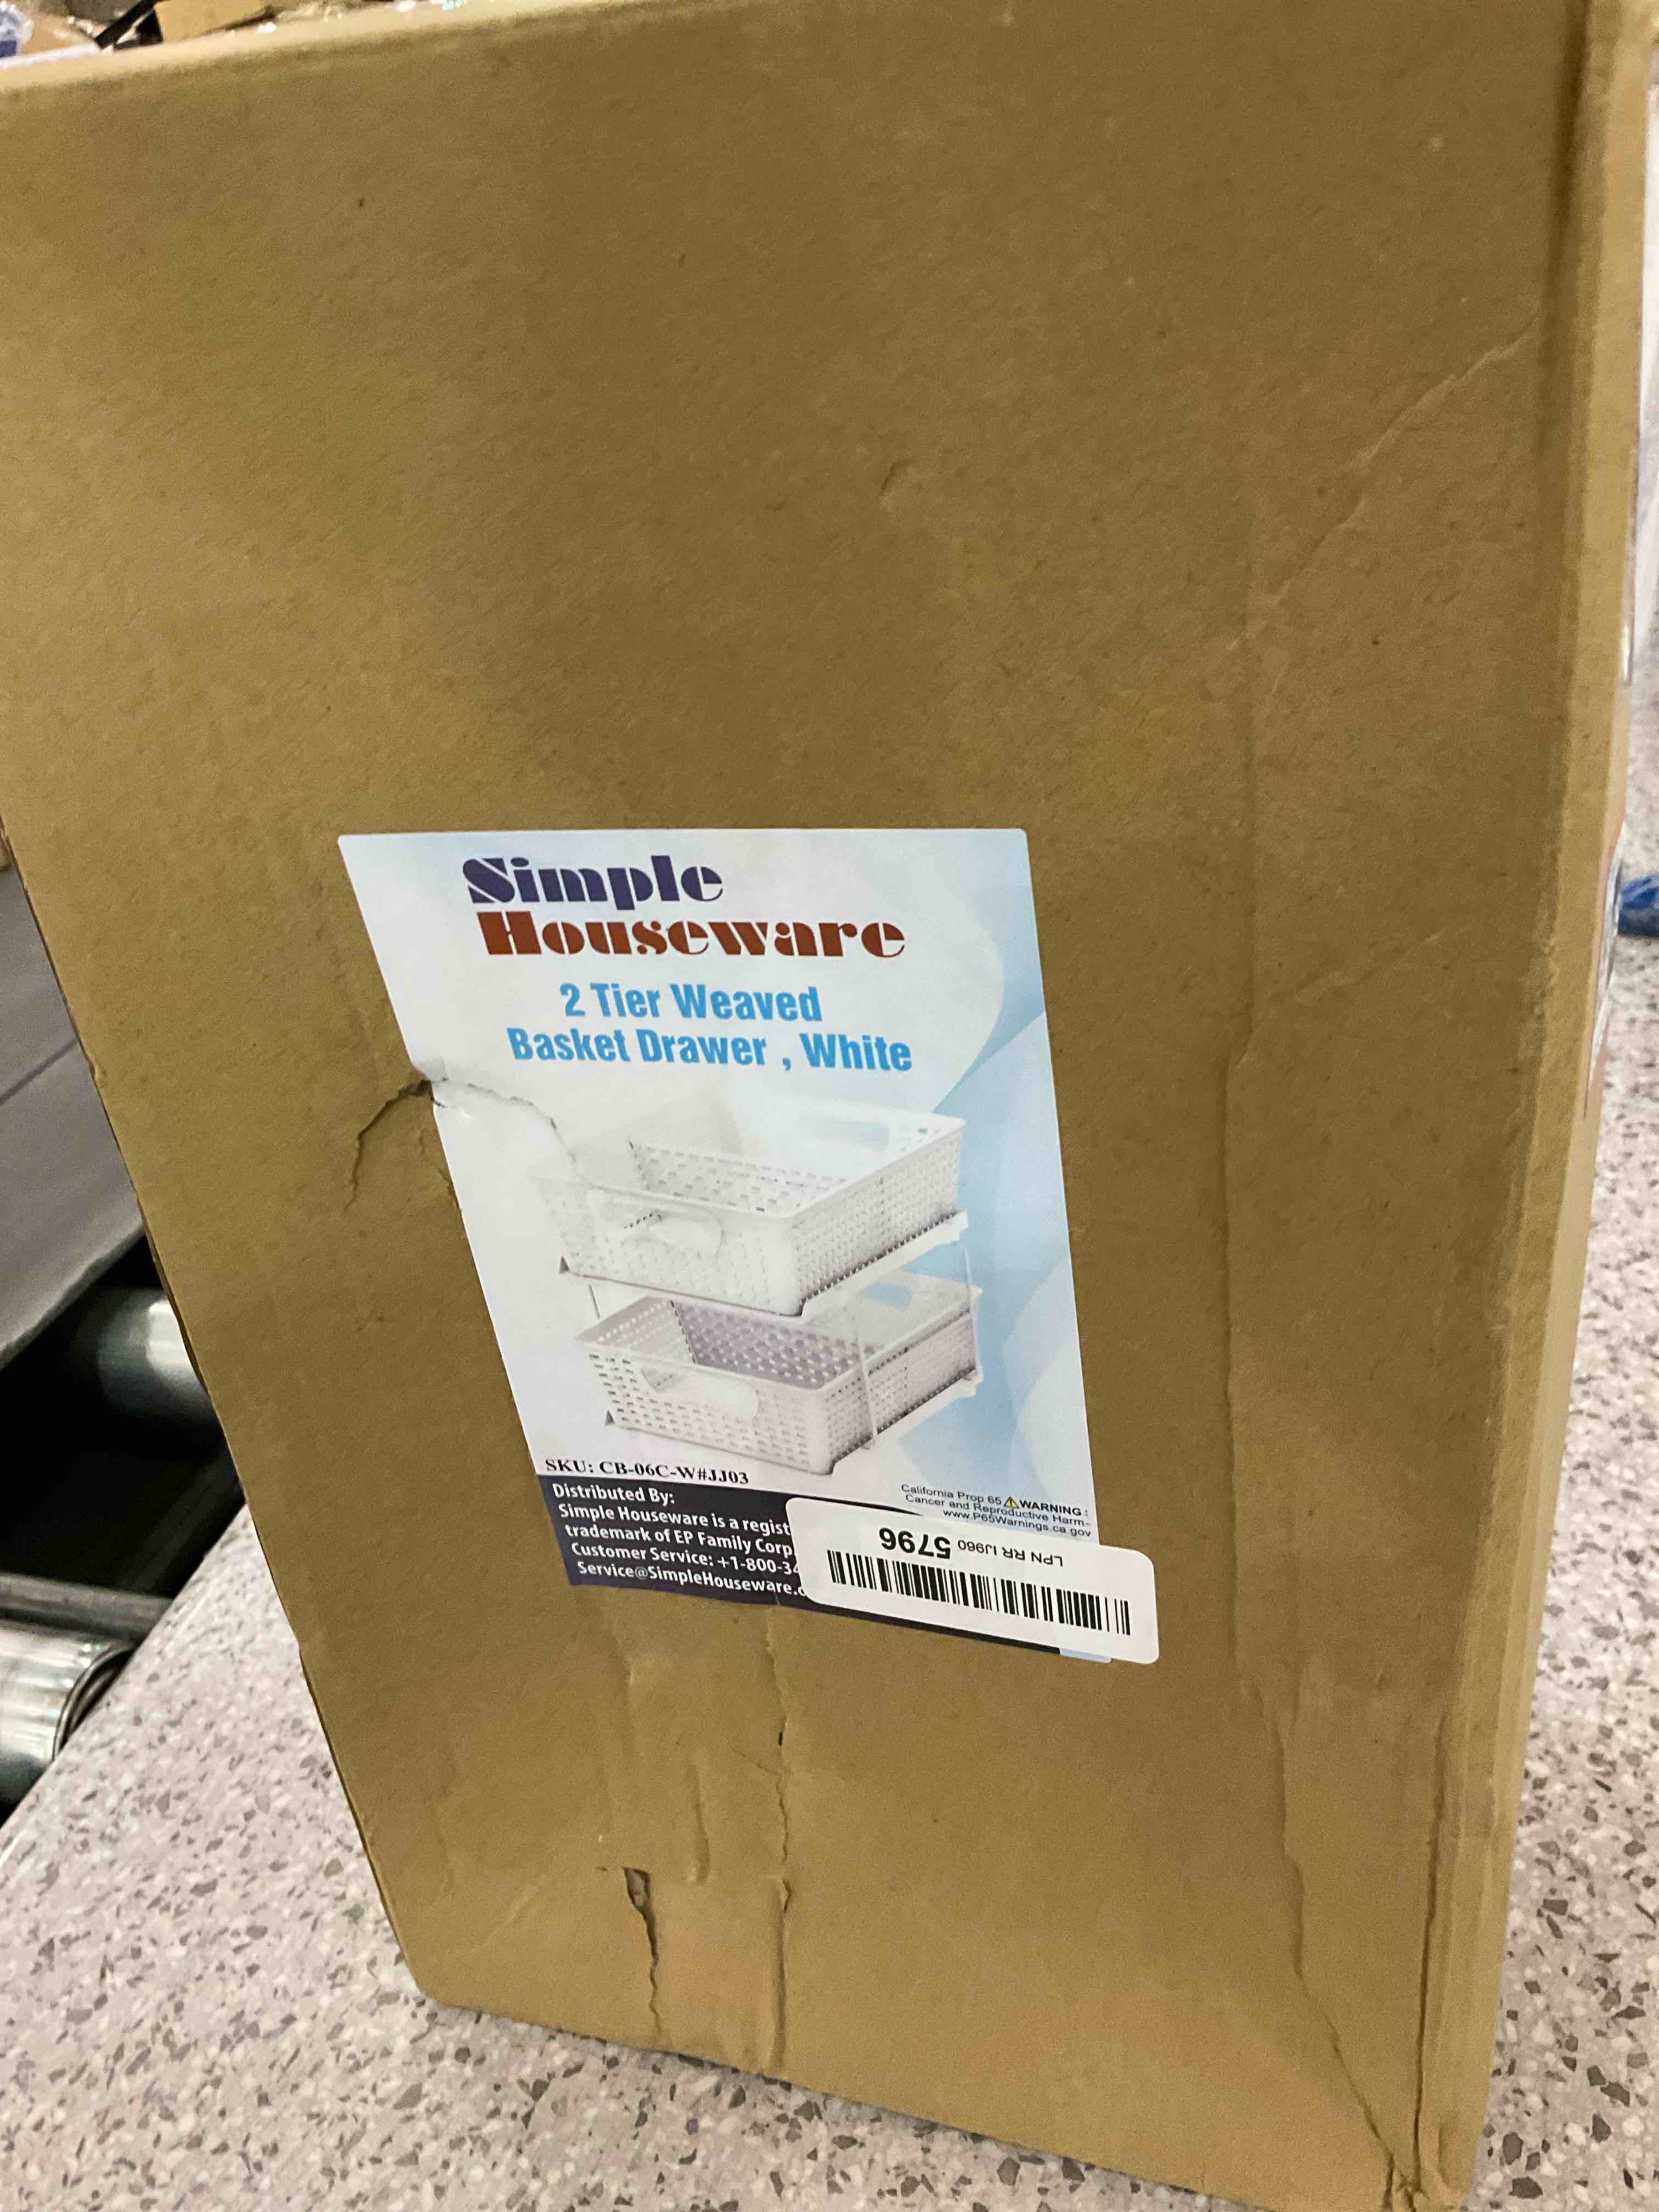 Simple
Houseware
2 Tier Weaved
Basket Drawer , White
SKU: CB-06C-W#JJ03
California Prop 65 WARNING :
Cancer and Reproductive Harm-
www.P65Warnings.ca gov
Distributed By:
Simple Houseware is a regist
trademark of EP Family Corp
Customer Service: +1-800-34
Service@SimpleHouseware.c
LPN RR IJ960 5796